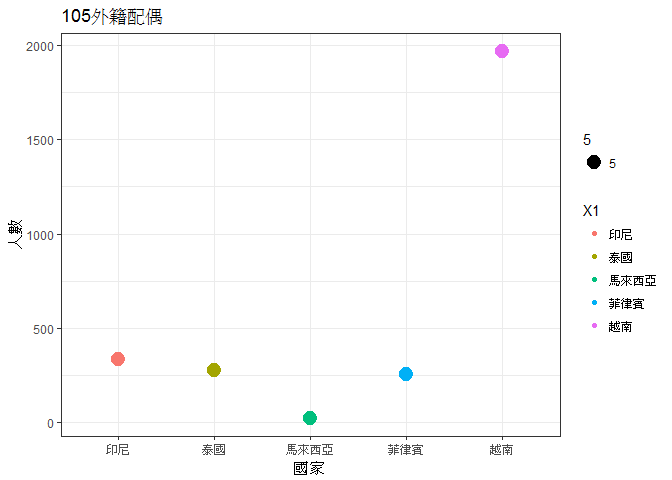 105外籍配偶
2000
1500
1000
500
0
人數
印尼 泰國 馬來西亞 菲律賓 越南
國家
5
5
X1
印尼
泰國
馬來西亞
菲律賓
越南